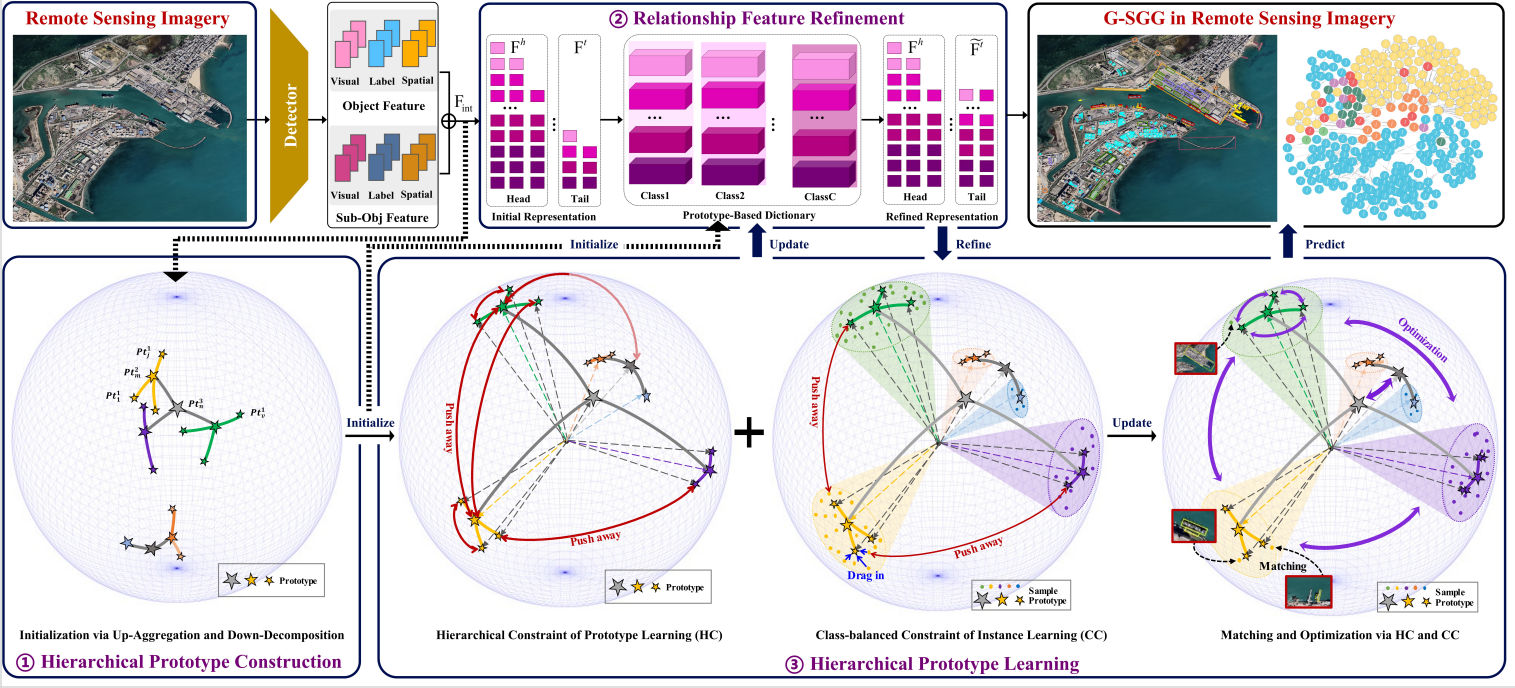 Remote Sensing Imagery
Detector
Visual Label Spatial
Object Feature
Visual Label Spatial
Sub-Obj Feature
F_int
② Relationship Feature Refinement
F^h
F^t
...
Head
Tail
Initial Representation
...
...
...
Class1
Class2
ClassC
Prototype-Based Dictionary
F^h
F̃^t
...
...
Head
Tail
Refined Representation
G-SGG in Remote Sensing Imagery
Initialize
Update
Refine
Predict
Pt_j^1
Pt_m^2
Pt_1^1
Pt_n^3
Pt_v^1
Prototype
Initialization via Up-Aggregation and Down-Decomposition
① Hierarchical Prototype Construction
Initialize
Push away
Push away
Prototype
Hierarchical Constraint of Prototype Learning (HC)
+
Push away
Push away
Drag in
Sample
Prototype
Class-balanced Constraint of Instance Learning (CC)
Update
Optimization
Matching
Sample
Prototype
Matching and Optimization via HC and CC
③ Hierarchical Prototype Learning